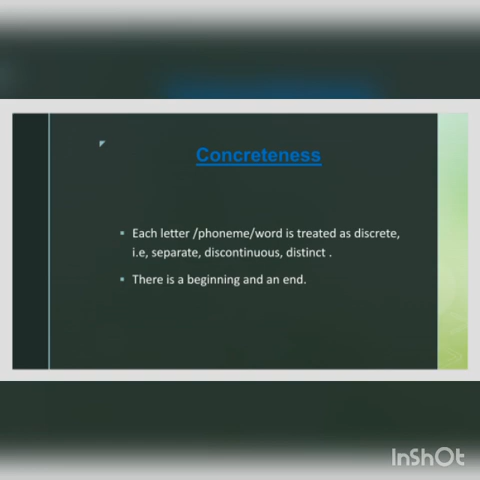 Concreteness
▪ Each letter /phoneme/word is treated as discrete,
i.e, separate, discontinuous, distinct .
▪ There is a beginning and an end.
InShOt